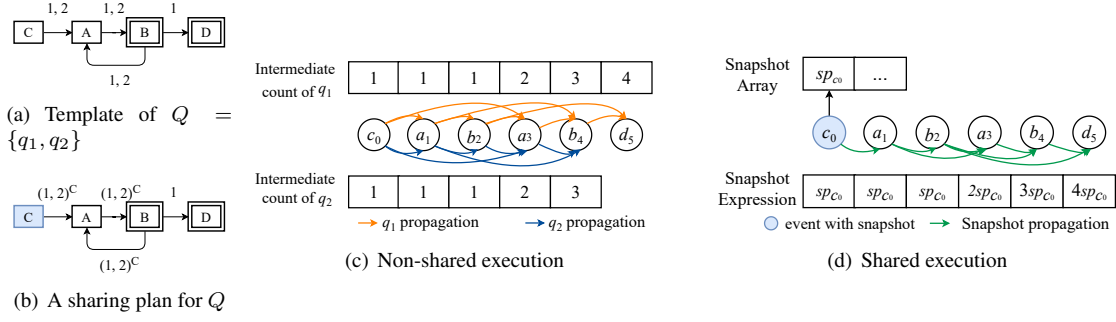 1, 2
1, 2
1
C
A
B
D
1, 2
(a) Template of Q =
{q1, q2}
(1, 2)C
(1, 2)C
1
C
A
B
D
(1, 2)C
(b) A sharing plan for Q
Intermediate
count of q1
1 1 1 2 3 4
c0 a1 b2 a3 b4 d5
Intermediate
count of q2
1 1 1 2 3
q1 propagation
q2 propagation
(c) Non-shared execution
Snapshot
Array
spc0 ...
c0 a1 b2 a3 b4 d5
Snapshot
Expression
spc0 spc0 spc0 2spc0 3spc0 4spc0
event with snapshot
Snapshot propagation
(d) Shared execution